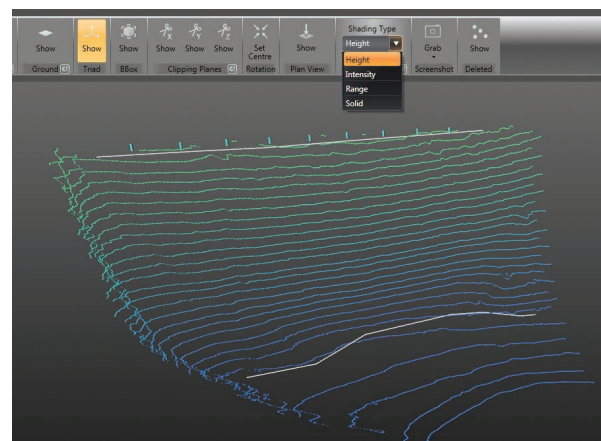 Shading Type
Show Show Show Show Show Show Set Centre Show Height Grab Show
Ground Triad BBox Clipping Planes Rotation Plan View Screenshot Deleted
Height
Intensity
Range
Solid